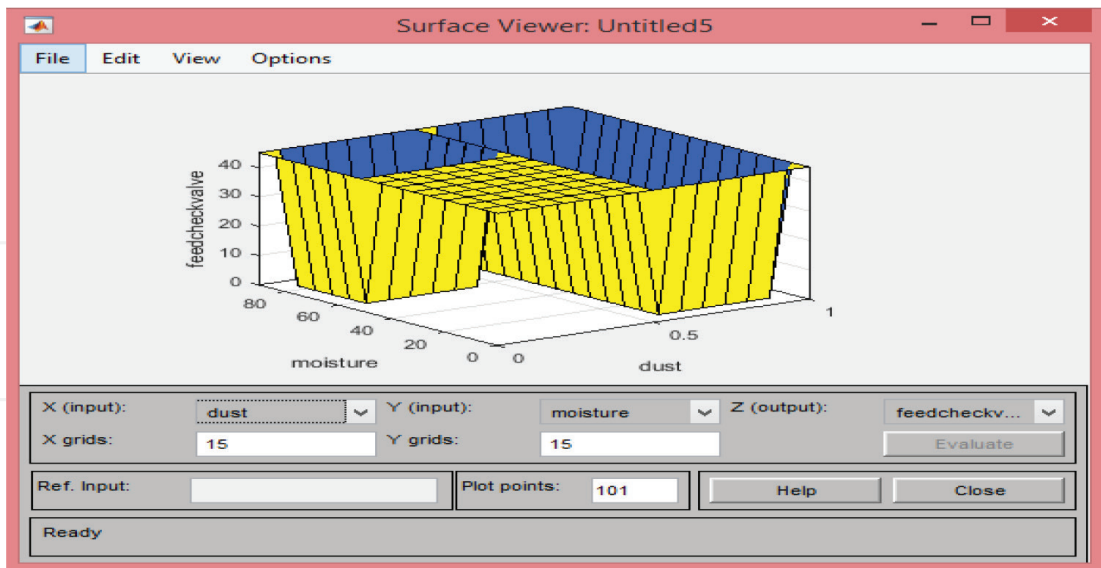 Surface Viewer: Untitled5
File Edit View Options
feedcheckvalve
40
30
20
10
0
80
60
40
20
0
moisture
0
0.5
1
dust
X (input): dust Y (input): moisture Z (output): feedcheckv...
X grids: 15 Y grids: 15 Evaluate
Ref. Input: Plot points: 101 Help Close
Ready